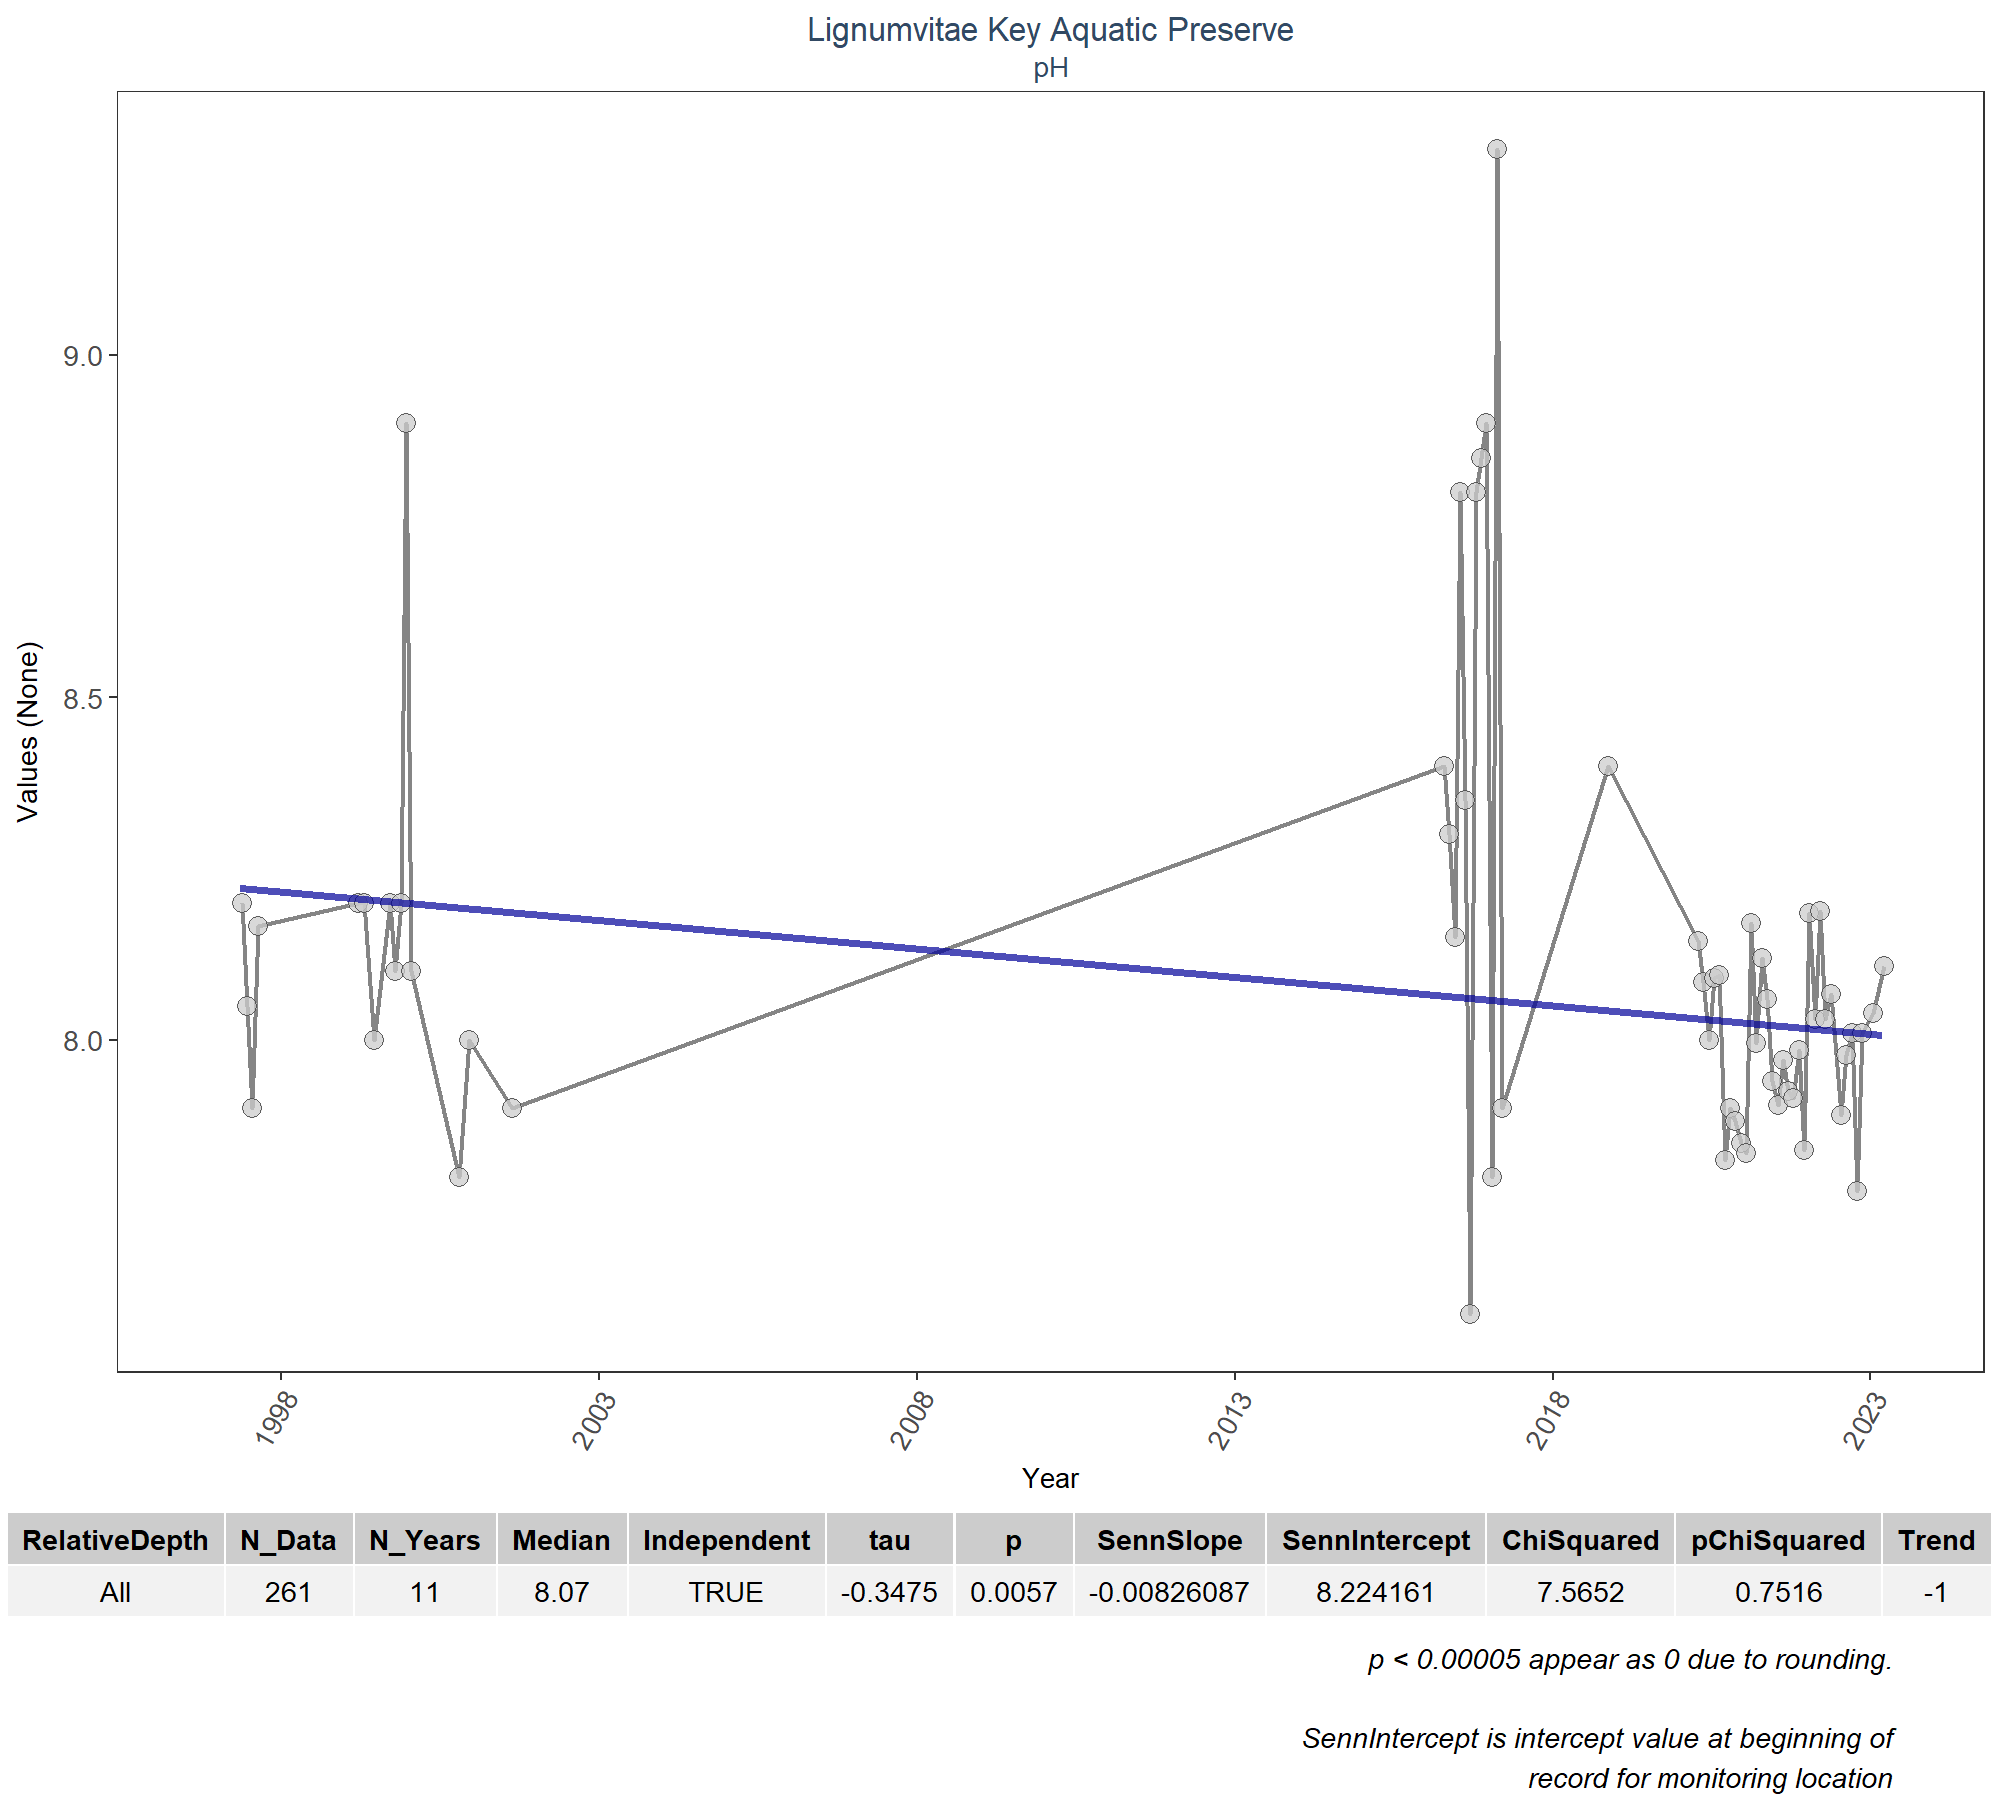 Lignumvitae Key Aquatic Preserve
pH
Values (None)
9.0
8.5
8.0
1998 2003 2008 2013 2018 2023
Year
RelativeDepth N_Data N_Years Median Independent tau p SennSlope SennIntercept ChiSquared pChiSquared Trend
All 261 11 8.07 TRUE -0.3475 0.0057 -0.00826087 8.224161 7.5652 0.7516 -1
p < 0.00005 appear as 0 due to rounding.
SennIntercept is intercept value at beginning of
record for monitoring location